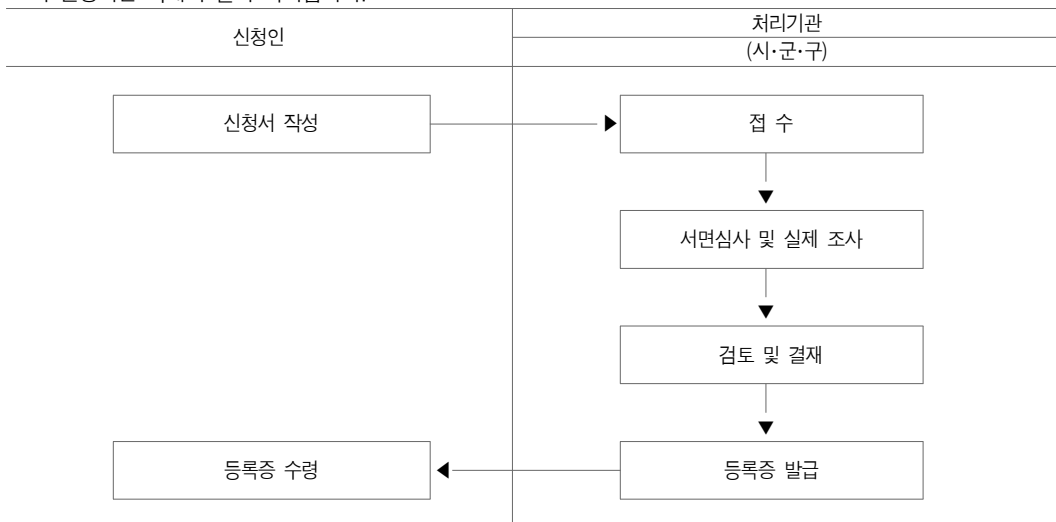 신청인
처리기관
(시·군·구)
신청서 작성
접 수
서면심사 및 실제 조사
검토 및 결재
등록증 수령
등록증 발급